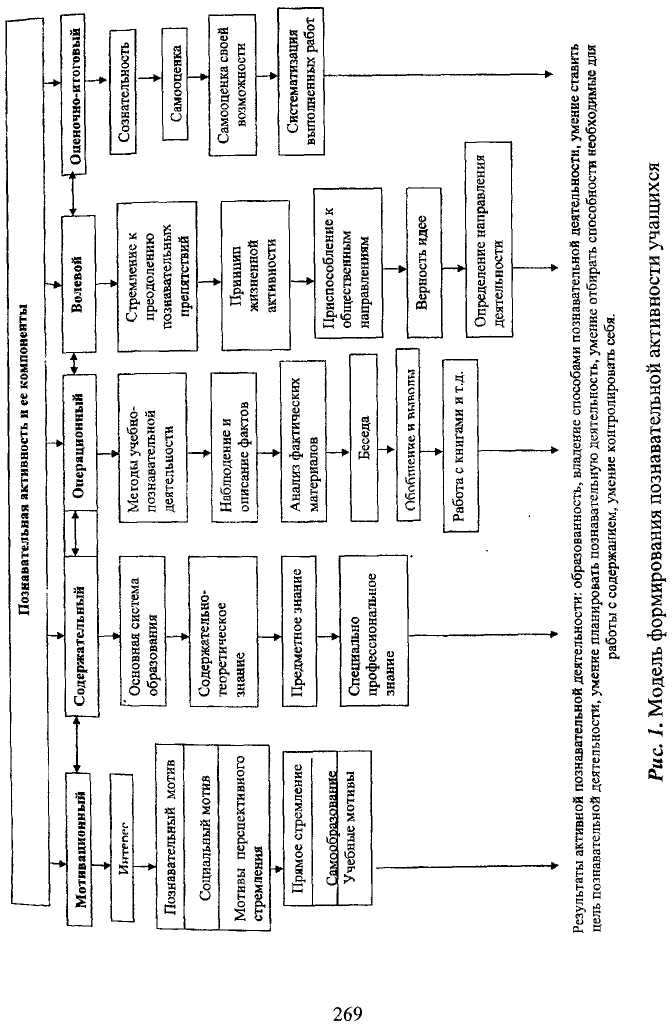 Познавательная активность и ее компоненты
Мотивационный
Содержательный
Операционный
Волевой
Оценочно-итоговый
Интерес
Познавательный мотив
Социальный мотив
Мотивы перспективного
стремления
Прямое стремление
Самообразование
Учебные мотивы
Основная система
образования
Содержательно-
теоретическое
знание
Предметное знание
Специально
профессиональное
знание
Методы учебно-
познавательной
деятельности
Наблюдение и
описание фактов
Анализ фактических
материалов
Беседа
Обобщение и выводы
Работа с книгами и т.д.
Стремление к
преодолению
познавательных
препятствий
Принцип
жизненной
активности
Приспособление к
общественным
направлениям
Верность идее
Определение направления
деятельности
Сознательность
Самооценка
Самооценка своей
возможности
Систематизация
выполненных работ
Результаты активной познавательной деятельности: образованность, владение способами познавательной деятельности, умение ставить
цель познавательной деятельности, умение планировать познавательную деятельность, умение отбирать способности необходимые для
работы с содержанием, умение контролировать себя.
Рис. 1. Модель формирования познавательной активности учащихся
269